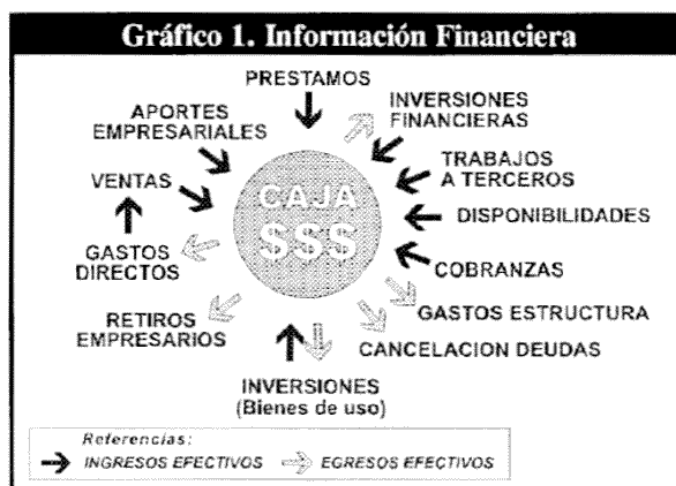 Gráfico 1. Información Financiera
PRESTAMOS
APORTES
EMPRESARIALES
INVERSIONES
FINANCIERAS
VENTAS
CAJA
$$$
TRABAJOS
A TERCEROS
DISPONIBILIDADES
GASTOS
DIRECTOS
COBRANZAS
RETIROS
EMPRESARIOS
GASTOS ESTRUCTURA
CANCELACION DEUDAS
INVERSIONES
(Bienes de uso)
Referencias:
INGRESOS EFECTIVOS
EGRESOS EFECTIVOS